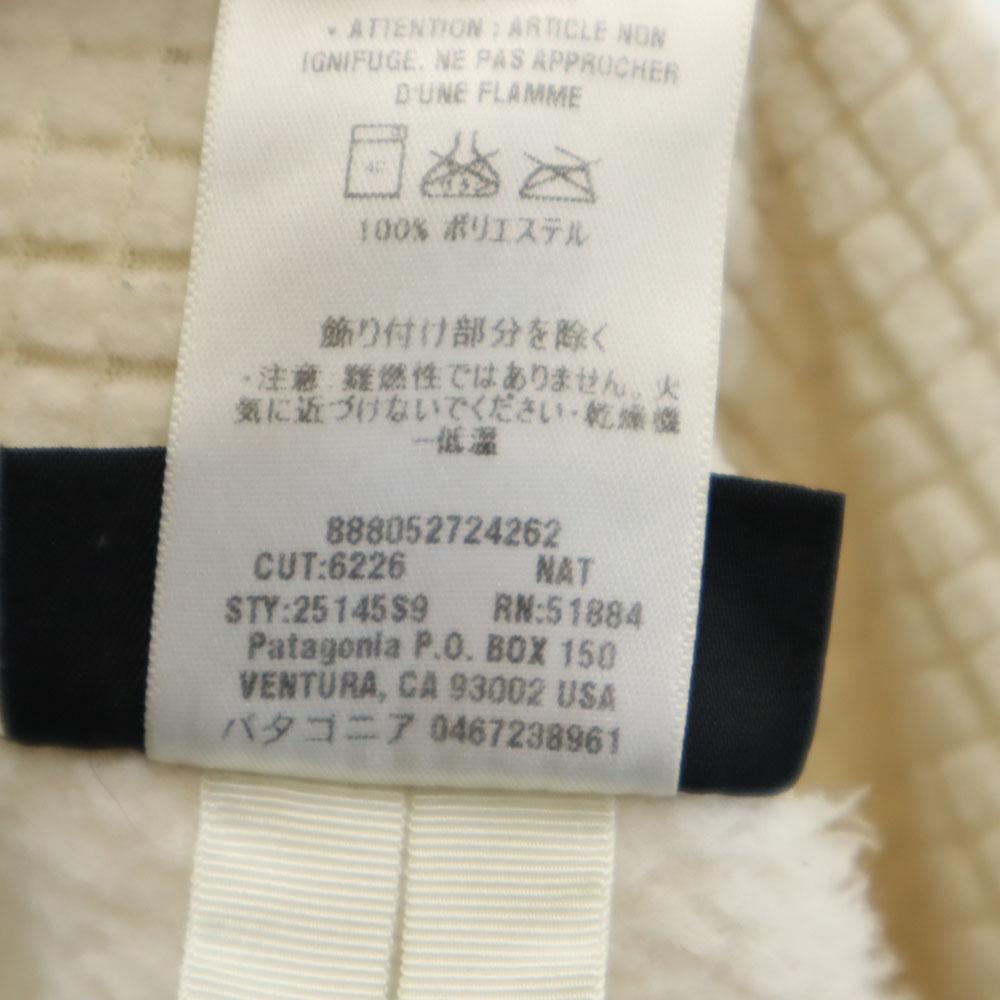 • ATTENTION : ARTICLE NON
IGNIFUGE. NE PAS APPROCHER
D'UNE FLAMME
40
100% ポリエステル
飾り付け部分を除く
・注意 難燃性ではありません。火
気に近づけないでください・乾燥機
ー低温
888052724262
CUT:6226 NAT
STY:25145S9 RN:51884
Patagonia P.O. BOX 150
VENTURA, CA 93002 USA
パタゴニア 0467238961